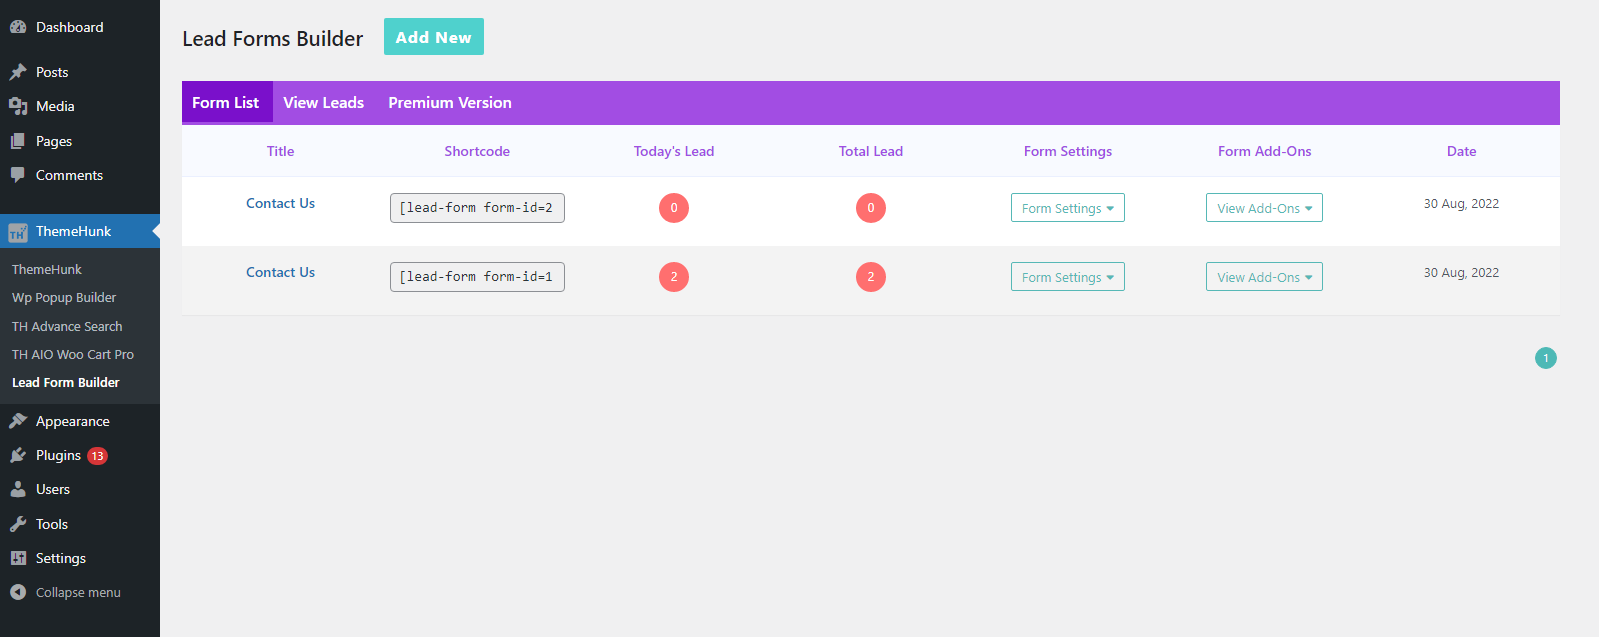 Dashboard
Posts
Media
Pages
Comments
TH ThemeHunk
ThemeHunk
Wp Popup Builder
TH Advance Search
TH AIO Woo Cart Pro
Lead Form Builder
Appearance
Plugins 13
Users
Tools
Settings
Collapse menu
Lead Forms Builder Add New
Form List View Leads Premium Version
Title Shortcode Today's Lead Total Lead Form Settings Form Add-Ons Date
Contact Us [lead-form form-id=2 0 0 Form Settings View Add-Ons 30 Aug, 2022
Contact Us [lead-form form-id=1 2 2 Form Settings View Add-Ons 30 Aug, 2022
1